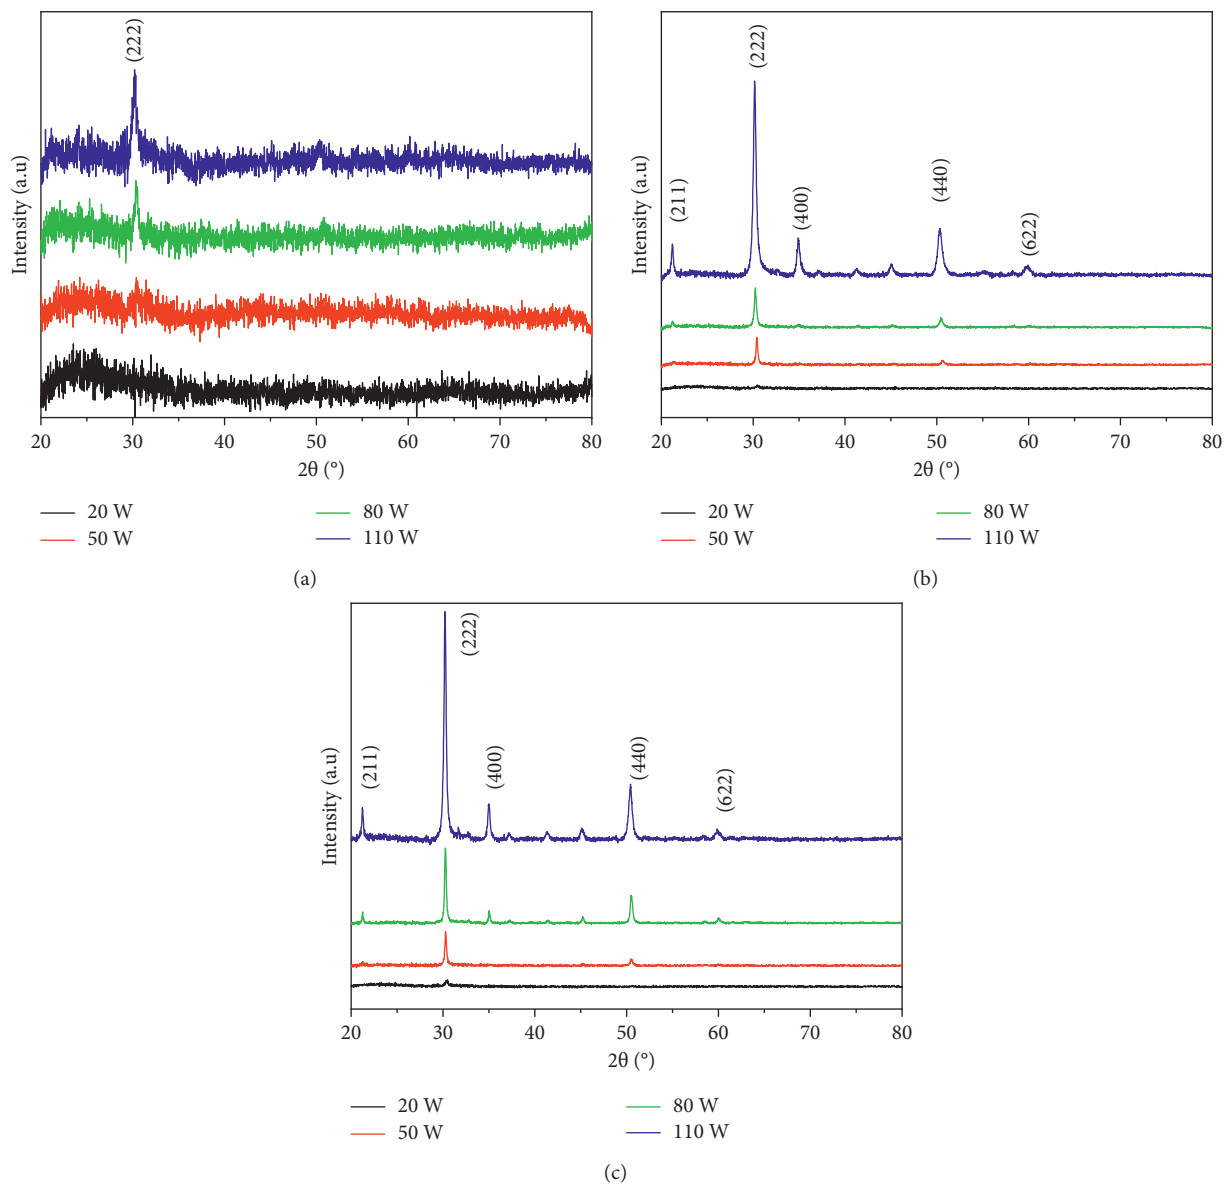 (222)
Intensity (a.u)
20 30 40 50 60 70 80
2θ (°)
20 W 80 W
50 W 110 W
(a)
(211) (222) (400) (440) (622)
Intensity (a.u)
20 30 40 50 60 70 80
2θ (°)
20 W 80 W
50 W 110 W
(b)
(211) (222) (400) (440) (622)
Intensity (a.u)
20 30 40 50 60 70 80
2θ (°)
20 W 80 W
50 W 110 W
(c)